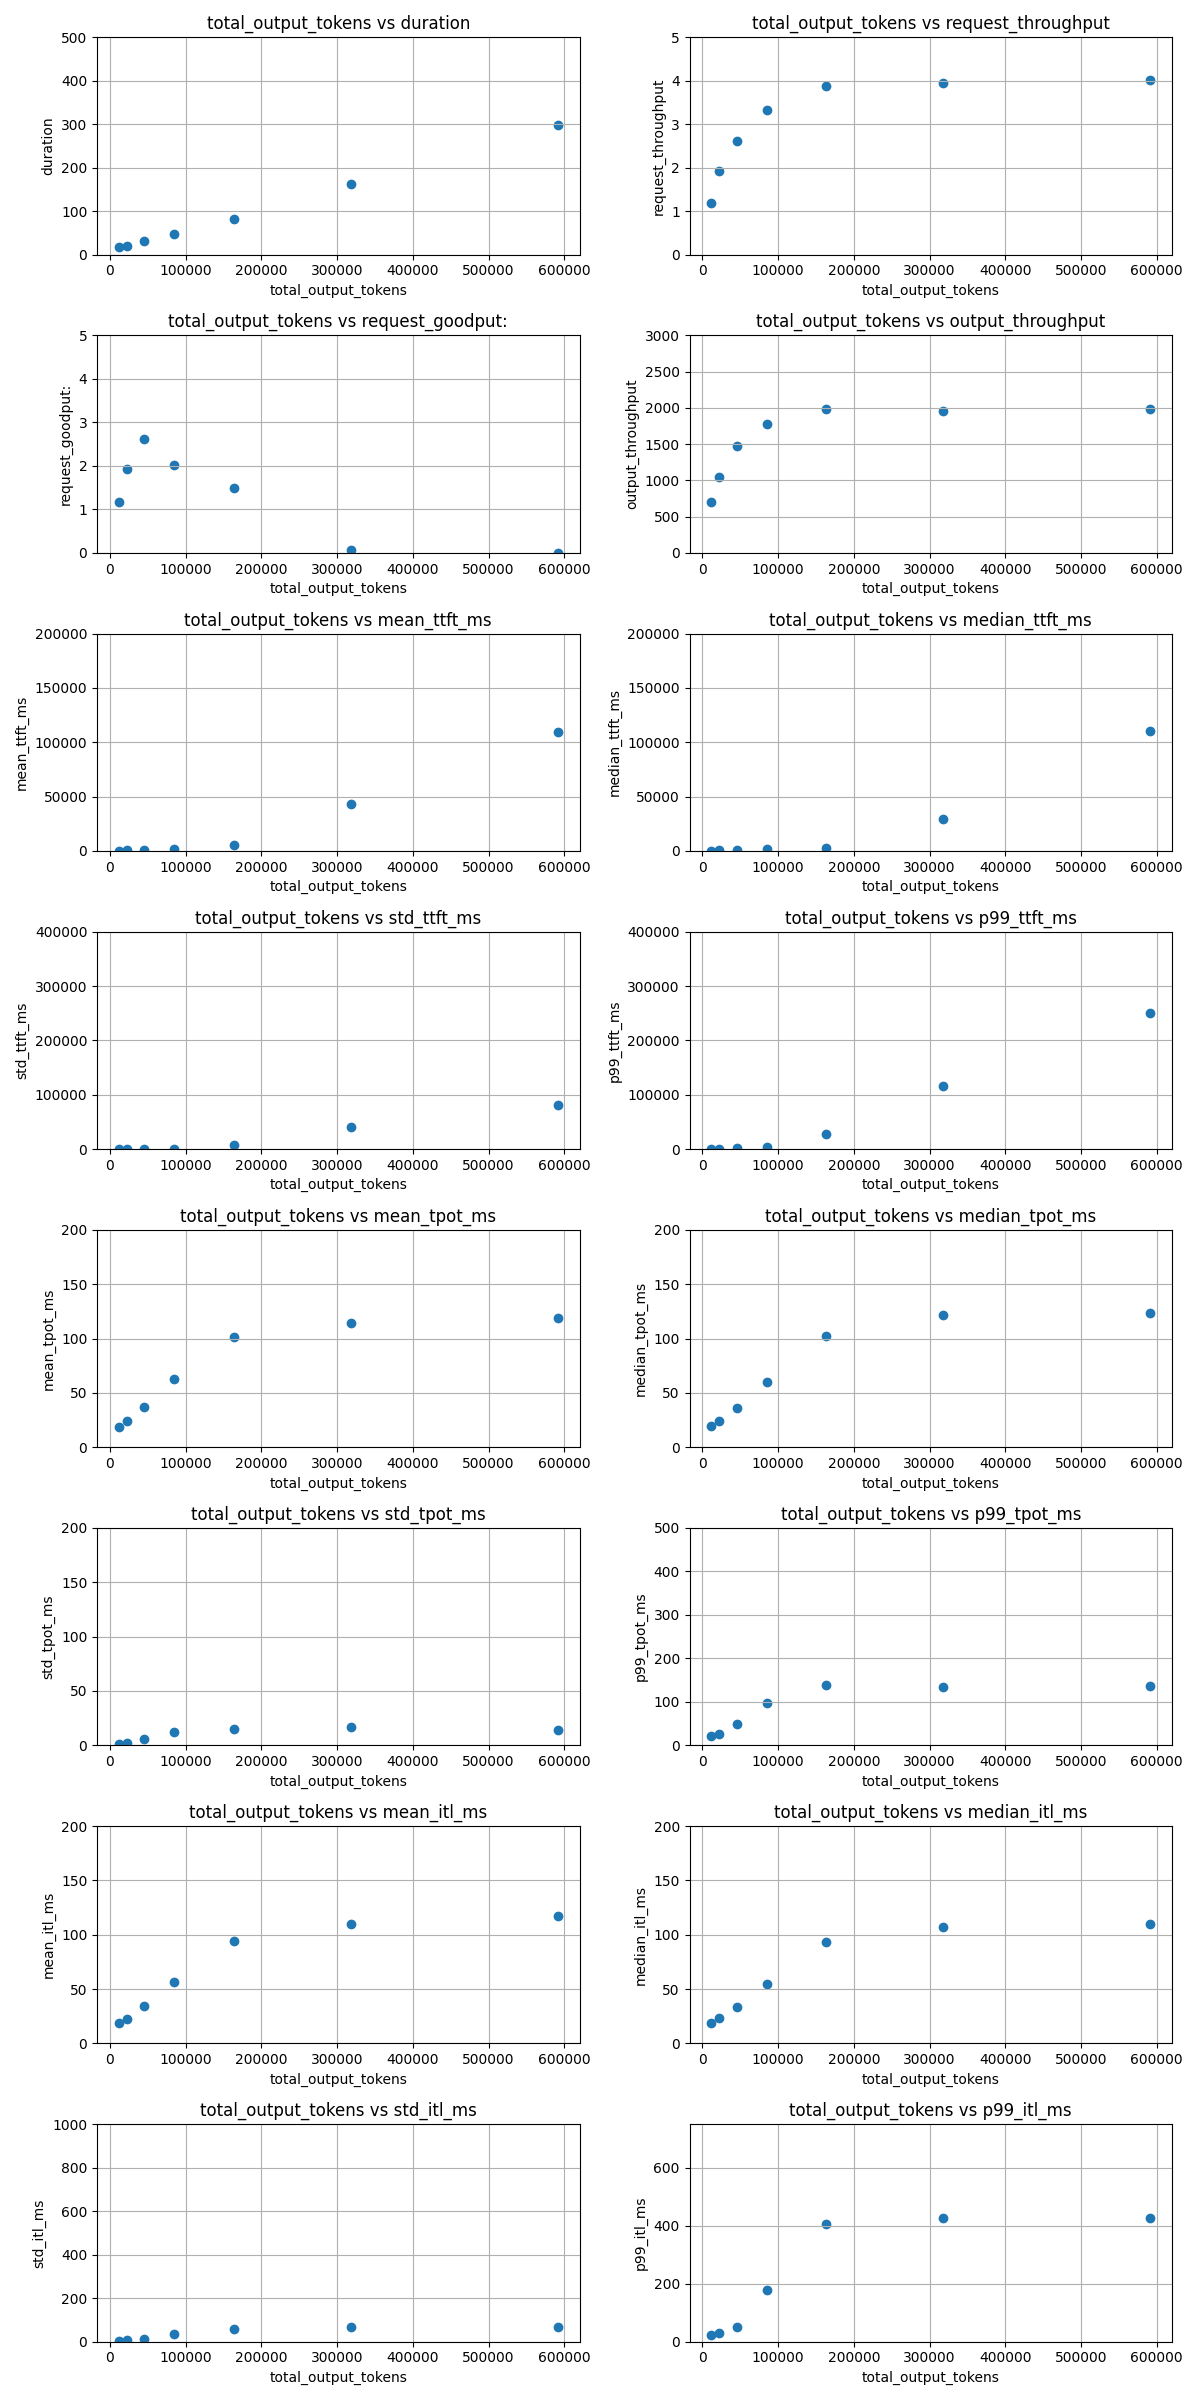 total_output_tokens vs duration
500
400
300
200
100
0
duration
0 100000 200000 300000 400000 500000 600000
total_output_tokens
total_output_tokens vs request_throughput
5
4
3
2
1
0
request_throughput
0 100000 200000 300000 400000 500000 600000
total_output_tokens
total_output_tokens vs request_goodput:
5
4
3
2
1
0
request_goodput:
0 100000 200000 300000 400000 500000 600000
total_output_tokens
total_output_tokens vs output_throughput
3000
2500
2000
1500
1000
500
0
output_throughput
0 100000 200000 300000 400000 500000 600000
total_output_tokens
total_output_tokens vs mean_ttft_ms
200000
150000
100000
50000
0
mean_ttft_ms
0 100000 200000 300000 400000 500000 600000
total_output_tokens
total_output_tokens vs median_ttft_ms
200000
150000
100000
50000
0
median_ttft_ms
0 100000 200000 300000 400000 500000 600000
total_output_tokens
total_output_tokens vs std_ttft_ms
400000
300000
200000
100000
0
std_ttft_ms
0 100000 200000 300000 400000 500000 600000
total_output_tokens
total_output_tokens vs p99_ttft_ms
400000
300000
200000
100000
0
p99_ttft_ms
0 100000 200000 300000 400000 500000 600000
total_output_tokens
total_output_tokens vs mean_tpot_ms
200
150
100
50
0
mean_tpot_ms
0 100000 200000 300000 400000 500000 600000
total_output_tokens
total_output_tokens vs median_tpot_ms
200
150
100
50
0
median_tpot_ms
0 100000 200000 300000 400000 500000 600000
total_output_tokens
total_output_tokens vs std_tpot_ms
200
150
100
50
0
std_tpot_ms
0 100000 200000 300000 400000 500000 600000
total_output_tokens
total_output_tokens vs p99_tpot_ms
500
400
300
200
100
0
p99_tpot_ms
0 100000 200000 300000 400000 500000 600000
total_output_tokens
total_output_tokens vs mean_itl_ms
200
150
100
50
0
mean_itl_ms
0 100000 200000 300000 400000 500000 600000
total_output_tokens
total_output_tokens vs median_itl_ms
200
150
100
50
0
median_itl_ms
0 100000 200000 300000 400000 500000 600000
total_output_tokens
total_output_tokens vs std_itl_ms
1000
800
600
400
200
0
std_itl_ms
0 100000 200000 300000 400000 500000 600000
total_output_tokens
total_output_tokens vs p99_itl_ms
600
400
200
0
p99_itl_ms
0 100000 200000 300000 400000 500000 600000
total_output_tokens